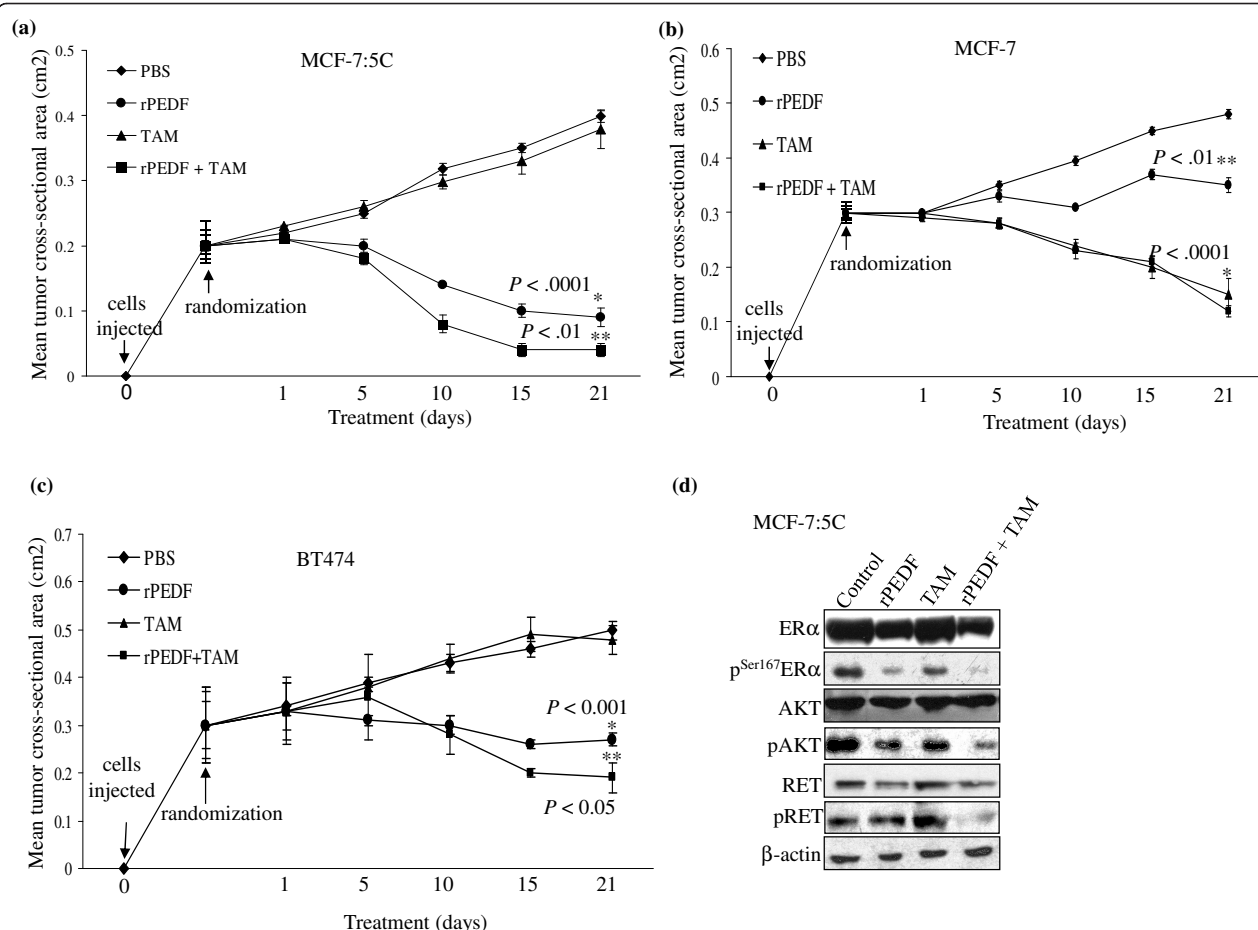 (a)
MCF-7:5C
Mean tumor cross-sectional area (cm2)
0.5
0.4
0.3
0.2
0.1
0
PBS
rPEDF
TAM
rPEDF + TAM
cells
injected
randomization
P < .0001
*
P < .01 **
0 1 5 10 15 21
Treatment (days)
(b)
MCF-7
Mean tumor cross-sectional area (cm2)
0.6
0.5
0.4
0.3
0.2
0.1
0
PBS
rPEDF
TAM
rPEDF + TAM
cells
injected
randomization
P < .01 **
P < .0001
*
0 1 5 10 15 21
Treatment (days)
(c)
BT474
Mean tumor cross-sectional area (cm2)
0.7
0.6
0.5
0.4
0.3
0.2
0.1
0
PBS
rPEDF
TAM
rPEDF+TAM
cells
injected
randomization
P < 0.001
*
**
P < 0.05
0 1 5 10 15 21
Treatment (days)
(d)
MCF-7:5C
Control rPEDF TAM rPEDF + TAM
ERα
pSer167ERα
AKT
pAKT
RET
pRET
β-actin